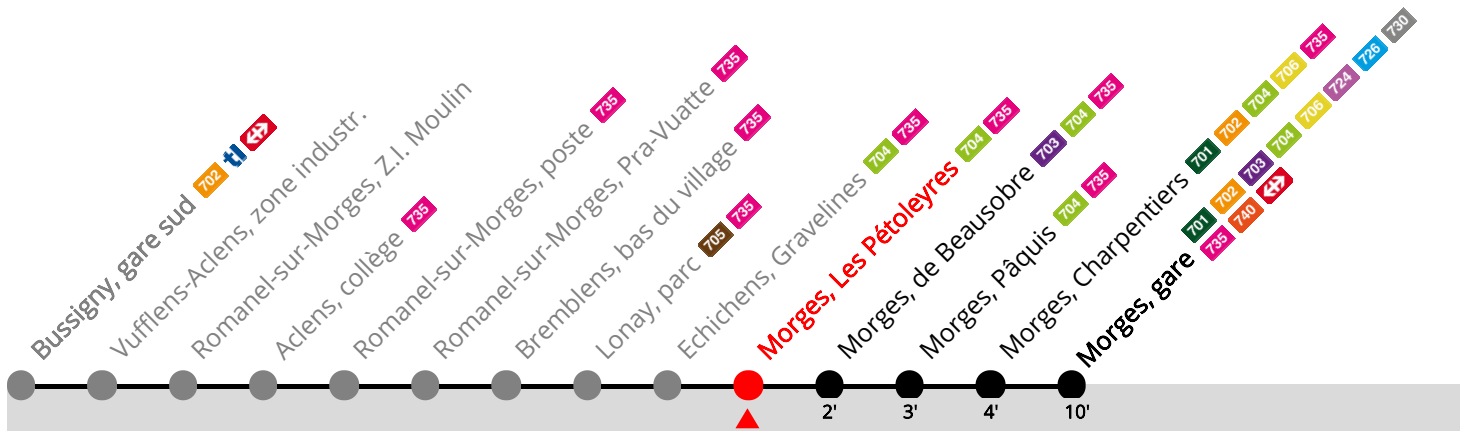 Bussigny, gare sud 702 tl
Vufflens-Aclens, zone industr.
Romanel-sur-Morges, Z.I. Moulin
Aclens, collège 735
Romanel-sur-Morges, poste 735
Romanel-sur-Morges, Pra-Vuatte 735
Bremblens, bas du village 735
Lonay, parc 705 735
Echichens, Gravelines 704 735
Morges, Les Pétoleyres 704 735
Morges, de Beausobre 703 704 735
Morges, Pâquis 704 735
Morges, Charpentiers 701 702 704 706 735
Morges, gare 701 702 703 704 706 724 726 730
735 740
2' 3' 4' 10'